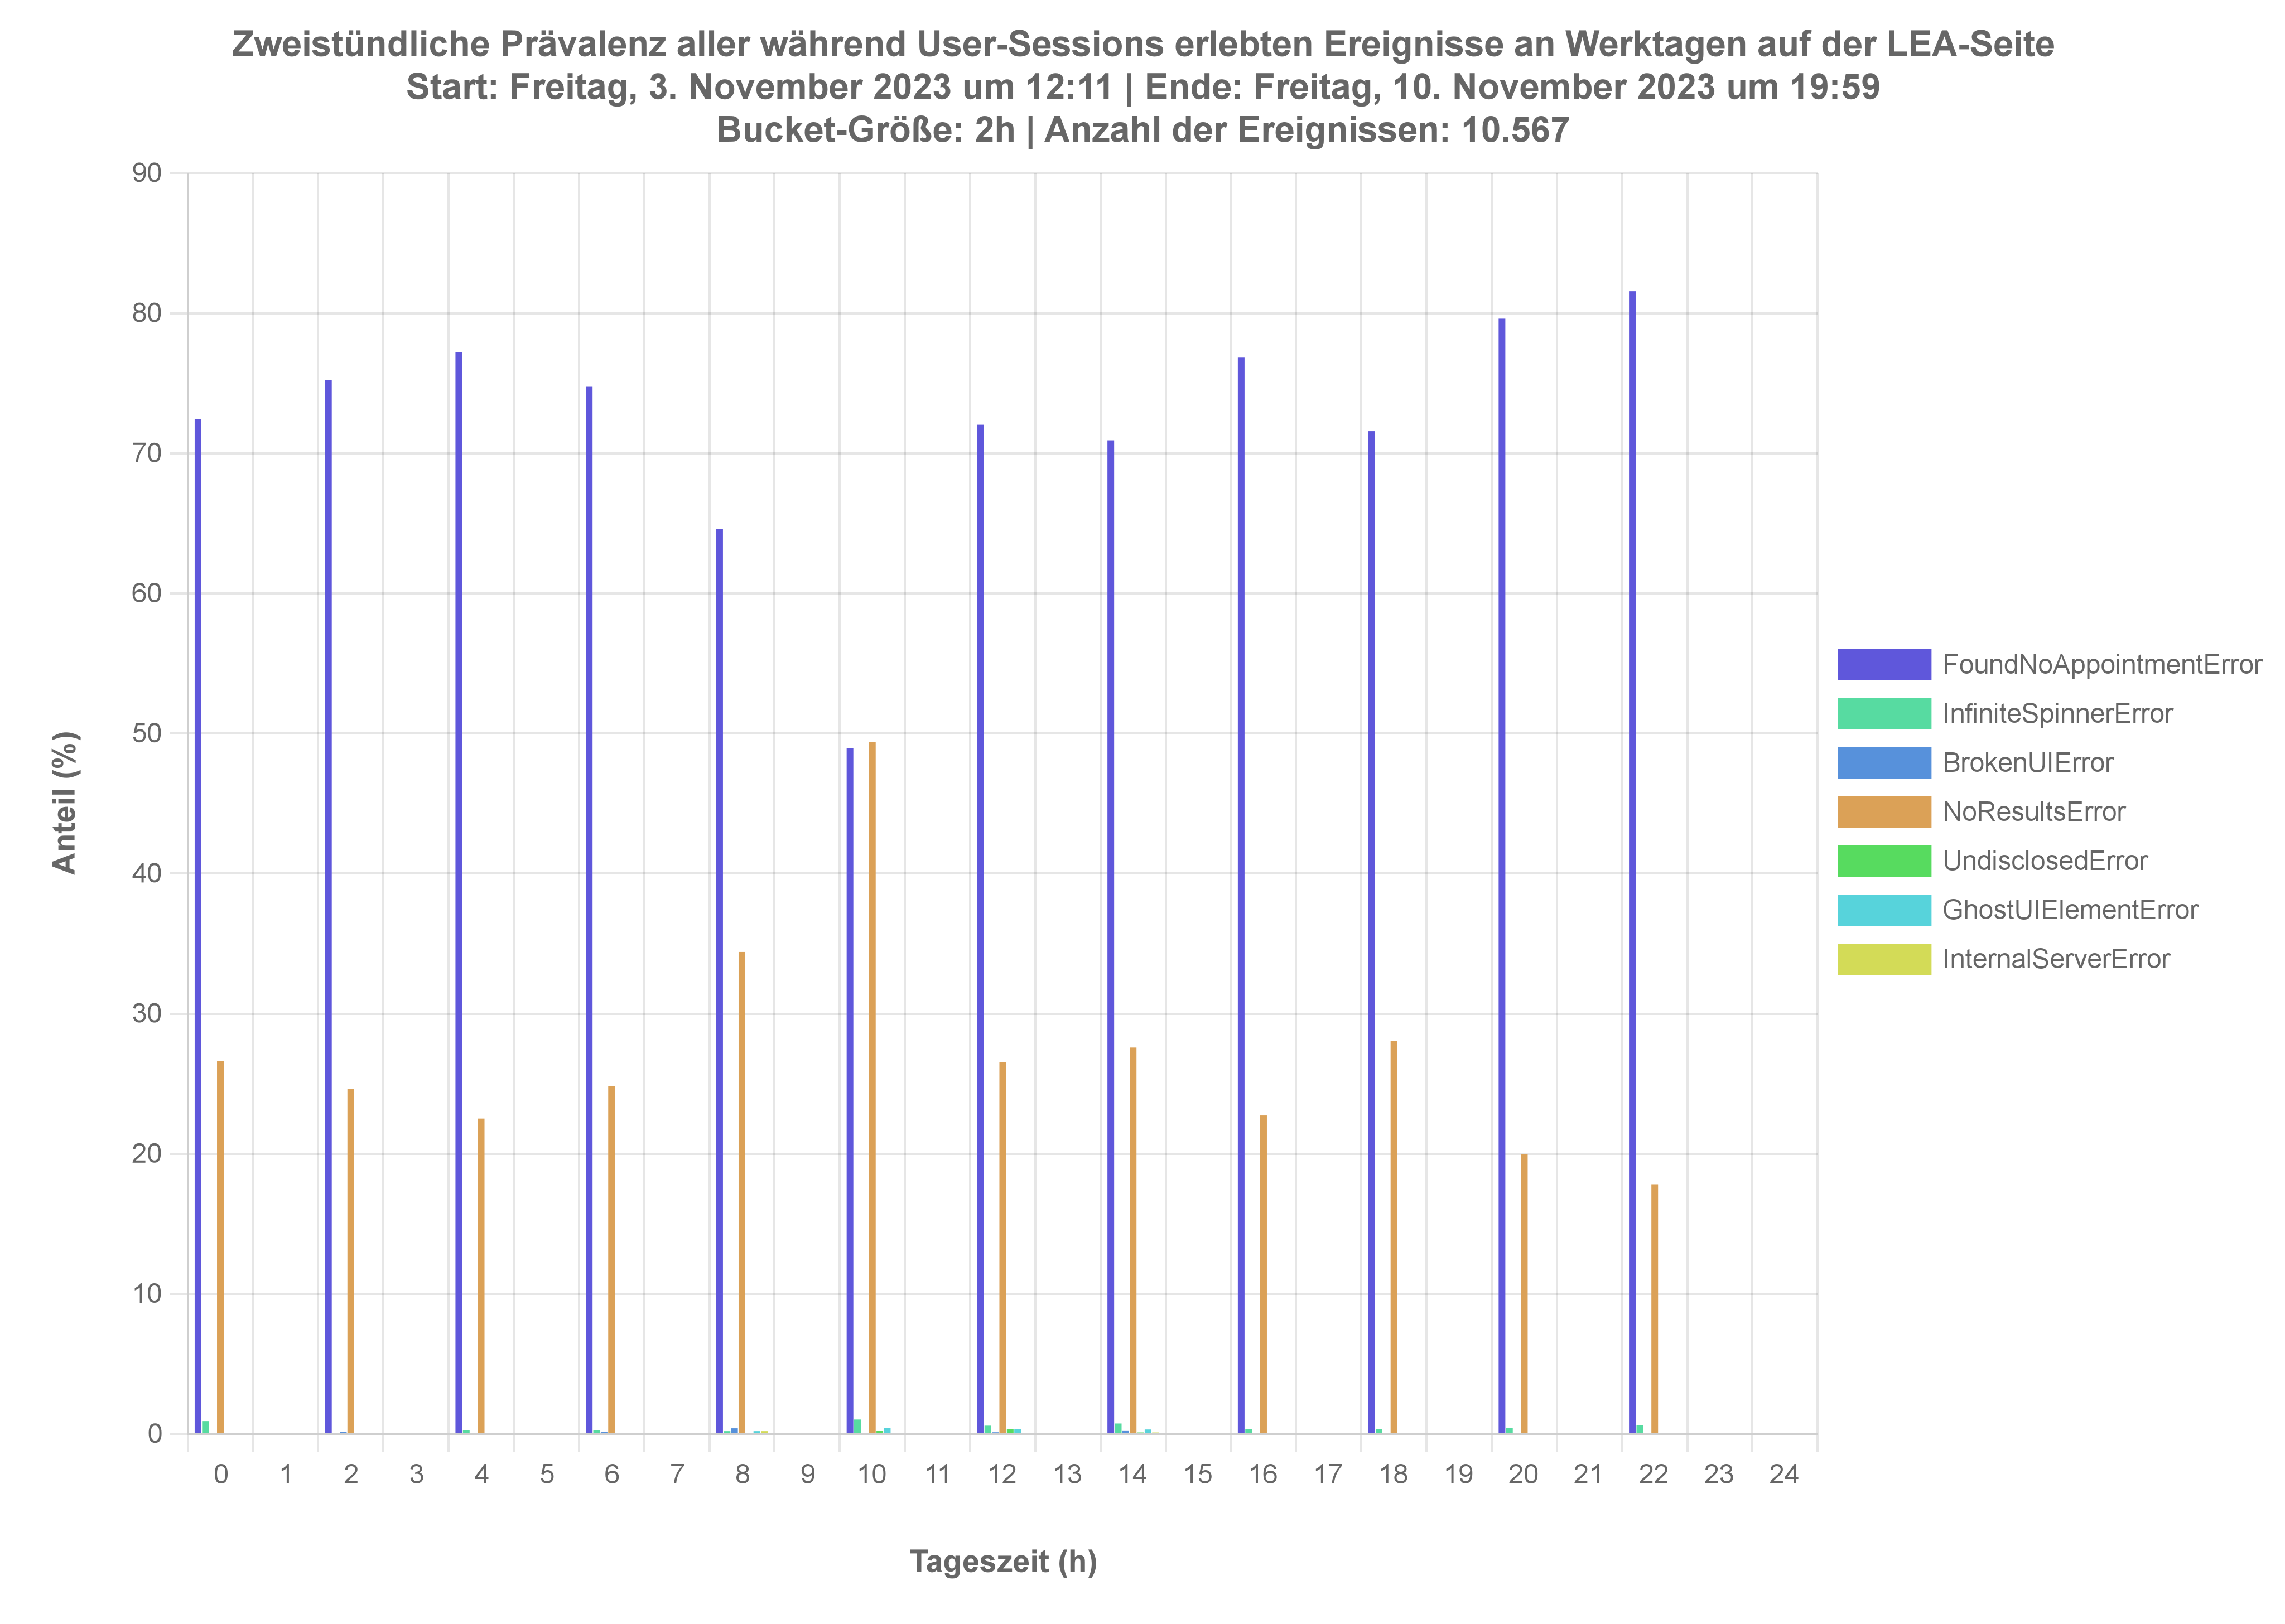 Zweistündliche Prävalenz aller während User-Sessions erlebten Ereignisse an Werktagen auf der LEA-Seite
Start: Freitag, 3. November 2023 um 12:11 | Ende: Freitag, 10. November 2023 um 19:59
Bucket-Größe: 2h | Anzahl der Ereignissen: 10.567
90
80
70
60
50
40
30
20
10
0
Anteil (%)
0 1 2 3 4 5 6 7 8 9 10 11 12 13 14 15 16 17 18 19 20 21 22 23 24
Tageszeit (h)
FoundNoAppointmentError
InfiniteSpinnerError
BrokenUIError
NoResultsError
UndisclosedError
GhostUIElementError
InternalServerError